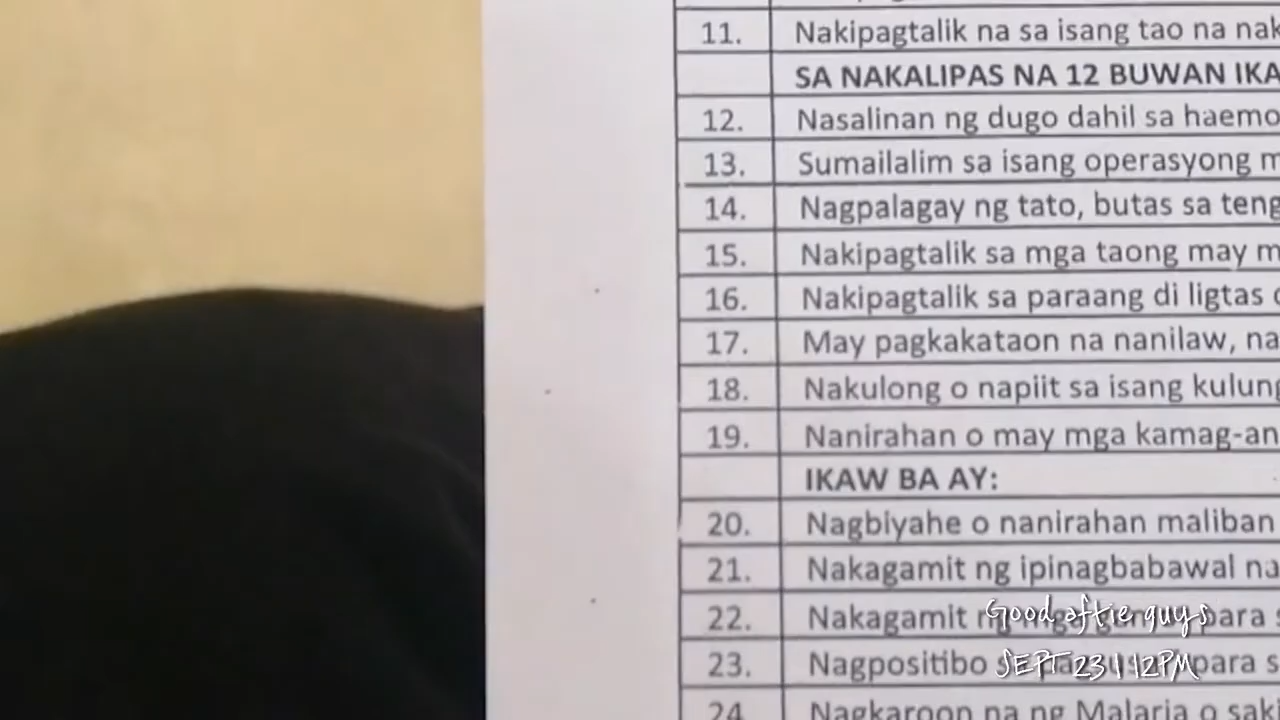 11. Nakipagtalik na sa isang tao na nak
SA NAKALIPAS NA 12 BUWAN IKA
12. Nasalinan ng dugo dahil sa haemo
13. Sumailalim sa isang operasyong m
14. Nagpalagay ng tato, butas sa teng
15. Nakipagtalik sa mga taong may m
16. Nakipagtalik sa paraang di ligtas
17. May pagkakataon na nanilaw, na
18. Nakulong o napiit sa isang kulung
19. Nanirahan o may mga kamag-an
IKAW BA AY:
20. Nagbiyahe o nanirahan maliban
21. Nakagamit ng ipinagbabawal na
22. Nakagamit para s
Good aftie guys
23. Nagpositibo para s
SEPT 23 | 12PM
24. Nagkaroon na ng Malaria o saki